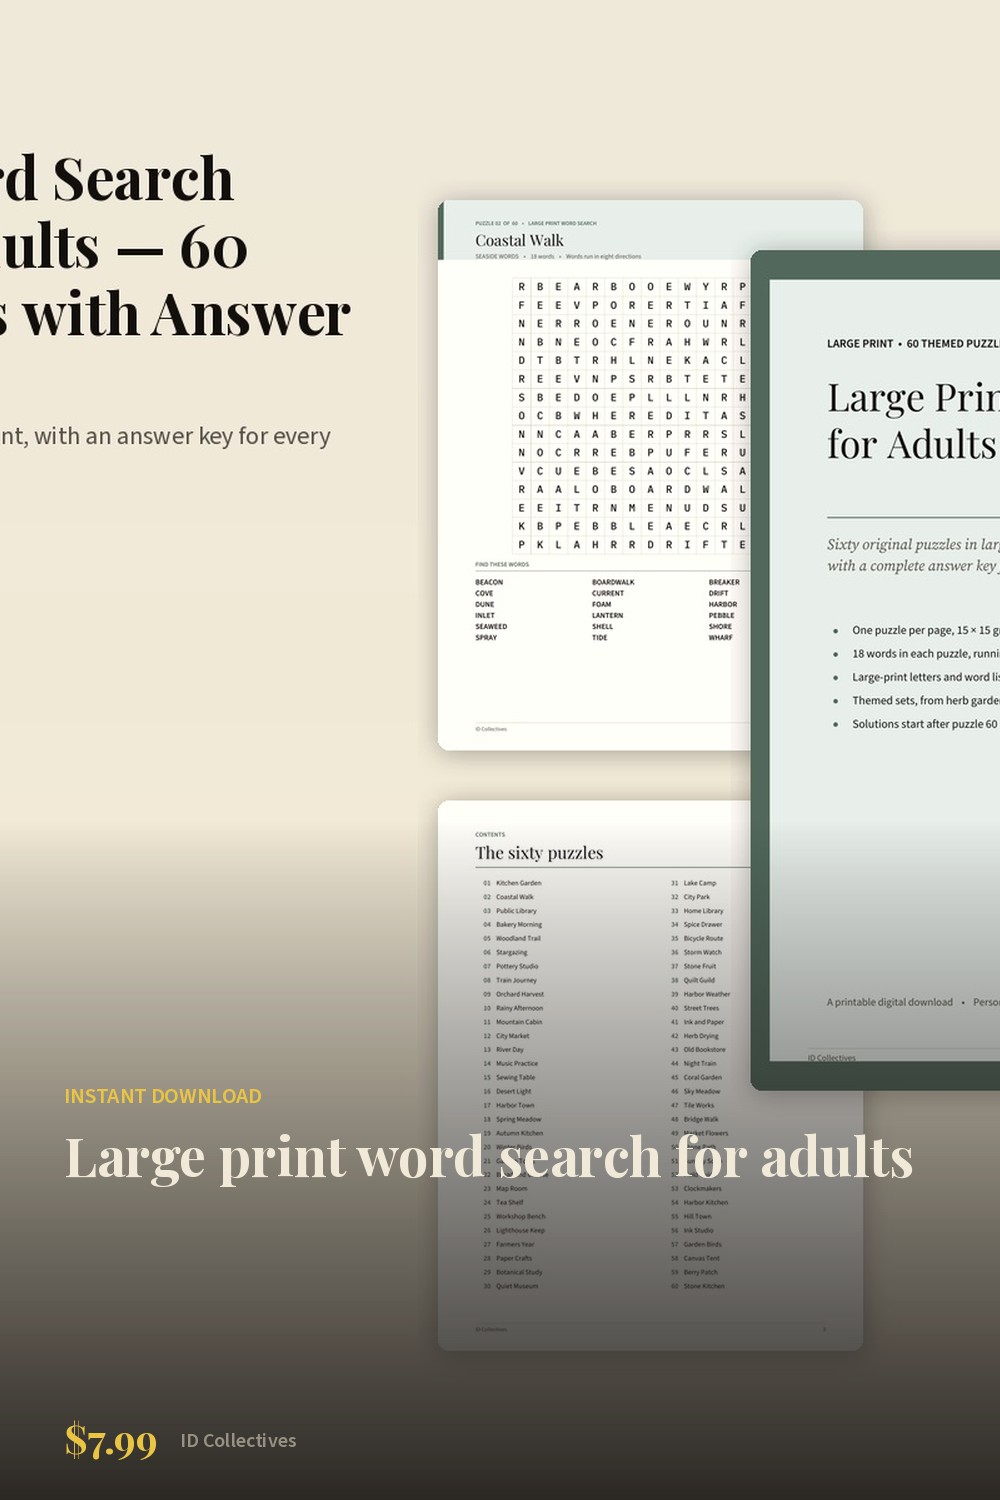 rd Search
ults — 60
s with Answer
nt, with an answer key for every
PUZZLE 02 OF 60 • LARGE PRINT WORD SEARCH
Coastal Walk
SEASIDE WORDS • 18 words • Words run in eight directions
R B E A R B O O E W Y R P
F E E V P O R E R T I A F
N E R R O E N E R O U N R
N B N E O C F R A H W R L
D T B T R H L N E K A C L
R E E V N P S R B T E T E
S B E D O E P L L L N R H
O C B W H E R E D I T A S
N N C A A B E R P R R S L
N O C R R E B P U F E R U
V C U E B E S A O C L S A
R A A L O B O A R D W A L
E E I T R N M E N U D S U
K B P E B B L E A E C R L
P K L A H R R D R I F T E
FIND THESE WORDS
BEACON BOARDWALK BREAKER
COVE CURRENT DRIFT
DUNE FOAM HARBOR
INLET LANTERN PEBBLE
SEAWEED SHELL SHORE
SPRAY TIDE WHARF
ID Collectives
LARGE PRINT • 60 THEMED PUZZL
Large Prin
for Adults
Sixty original puzzles in larg
with a complete answer key
• One puzzle per page, 15 × 15 g
• 18 words in each puzzle, runni
• Large-print letters and word lis
• Themed sets, from herb garde
• Solutions start after puzzle 60
A printable digital download • Perso
ID Collectives
CONTENTS
The sixty puzzles
01 Kitchen Garden 31 Lake Camp
02 Coastal Walk 32 City Park
03 Public Library 33 Home Library
04 Bakery Morning 34 Spice Drawer
05 Woodland Trail 35 Bicycle Route
06 Stargazing 36 Storm Watch
07 Pottery Studio 37 Stone Fruit
08 Train Journey 38 Quilt Guild
09 Orchard Harvest 39 Harbor Weather
10 Rainy Afternoon 40 Street Trees
11 Mountain Cabin 41 Ink and Paper
12 City Market 42 Herb Drying
13 River Day 43 Old Bookstore
14 Music Practice 44 Night Train
15 Sewing Table 45 Coral Garden
16 Desert Light 46 Sky Meadow
17 Harbor Town 47 Tile Works
18 Spring Meadow 48 Bridge Walk
19 Autumn Kitchen 49 Market Flowers
20 Winter Birds 50
23 Map Room 53 Clockmakers
24 Tea Shelf 54 Harbor Kitchen
25 Workshop Bench 55 Hill Town
26 Lighthouse Keep 56 Ink Studio
27 Farmers Year 57 Garden Birds
28 Paper Crafts 58 Canvas Tent
29 Botanical Study 59 Berry Patch
30 Quiet Museum 60 Stone Kitchen
ID Collectives
INSTANT DOWNLOAD
Large print word search for adults
$7.99 ID Collectives